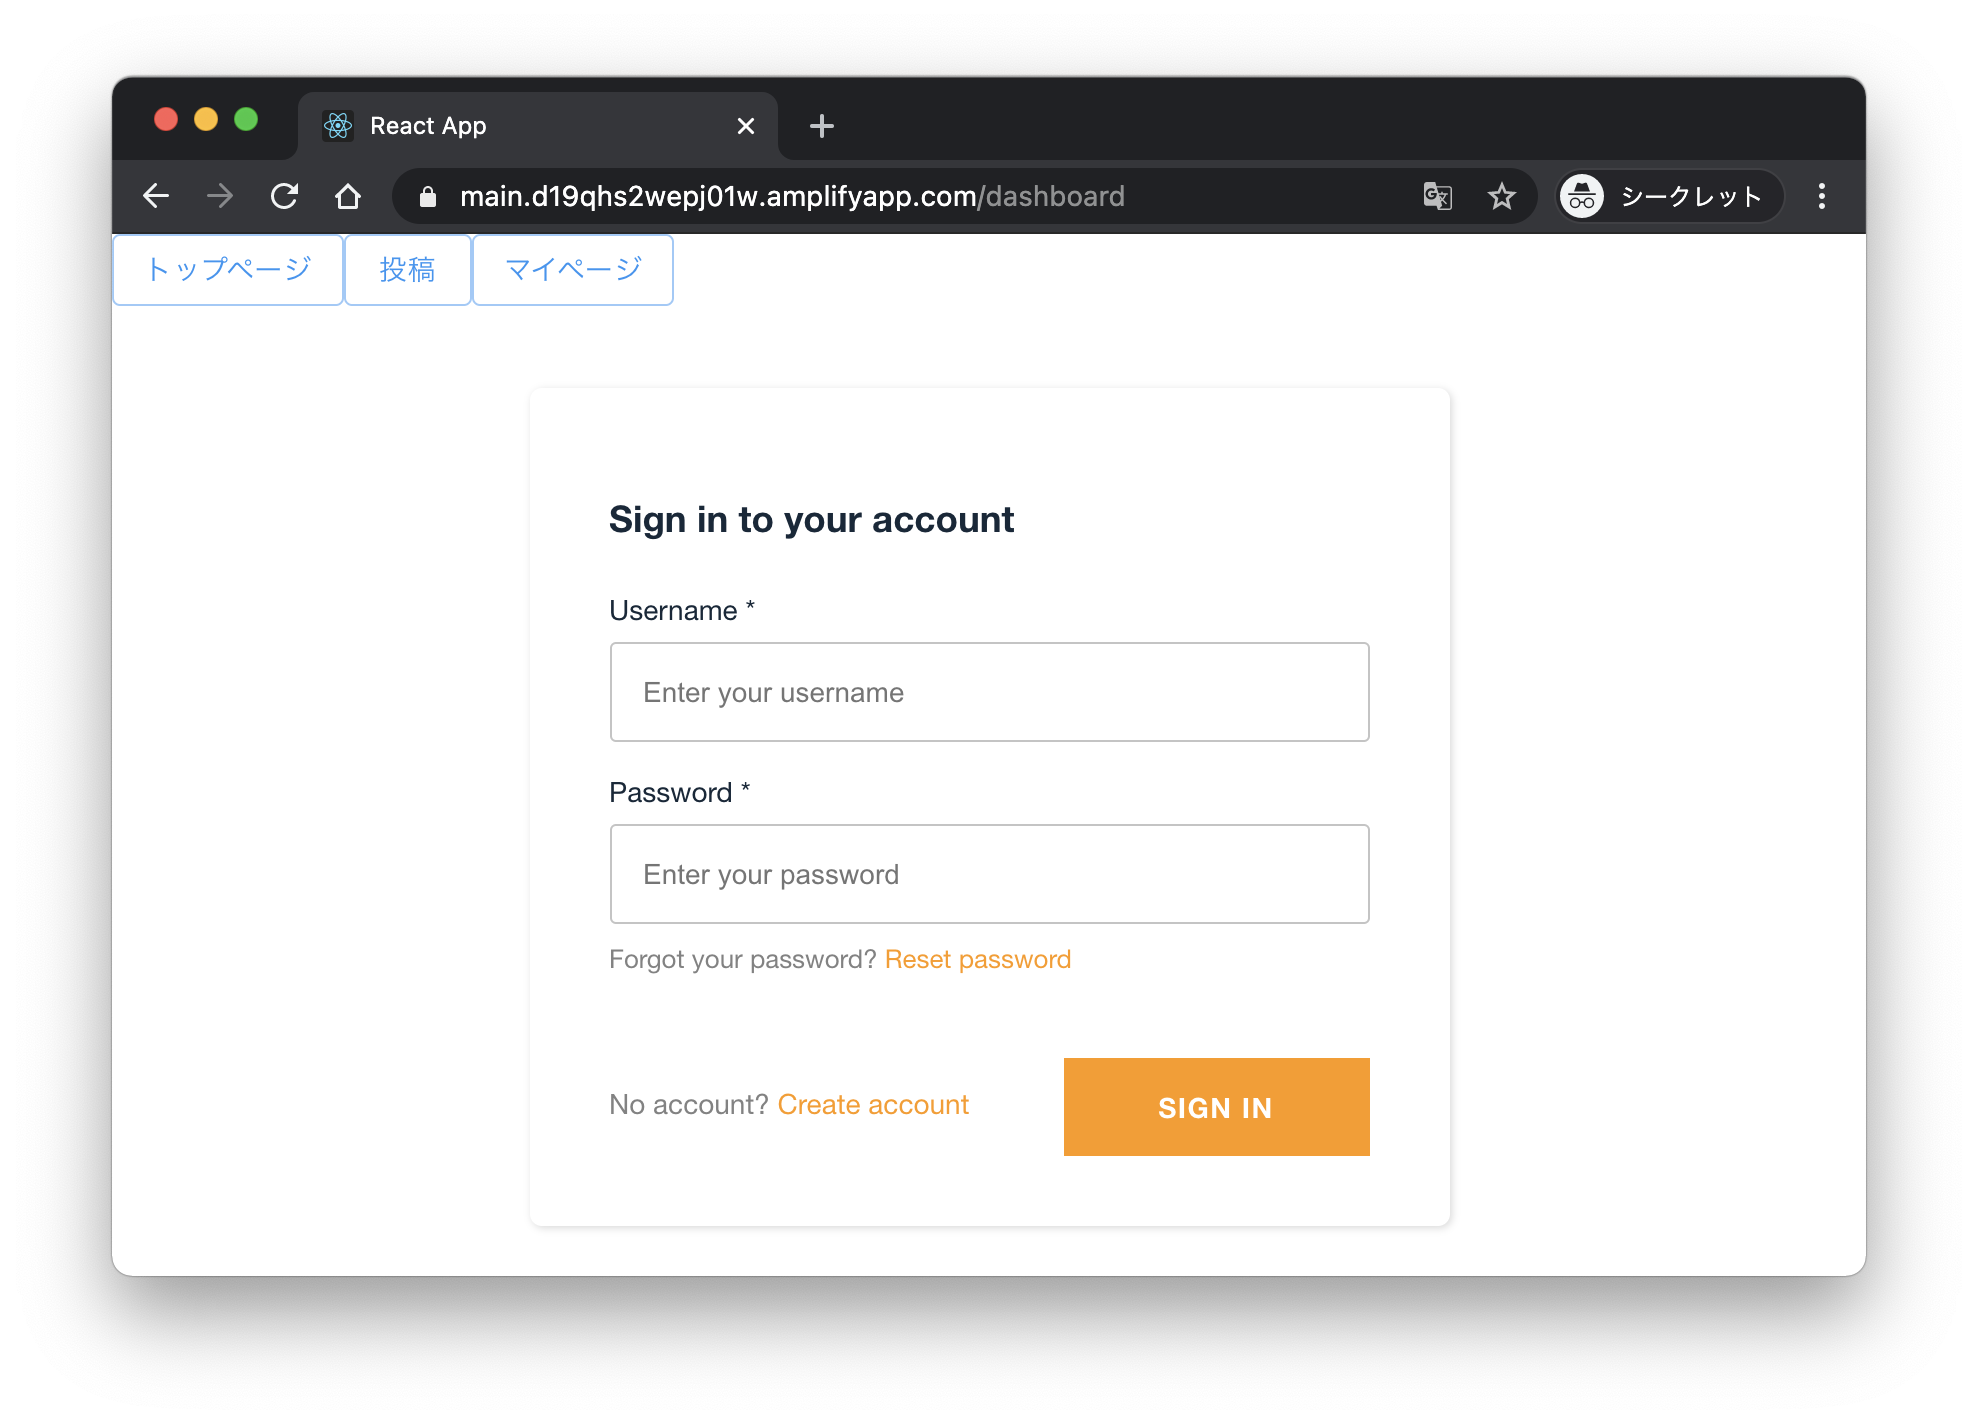 React App
main.d19qhs2wepj01w.amplifyapp.com/dashboard
シークレット
トップページ 投稿 マイページ
Sign in to your account
Username *
Enter your username
Password *
Enter your password
Forgot your password? Reset password
No account? Create account
SIGN IN